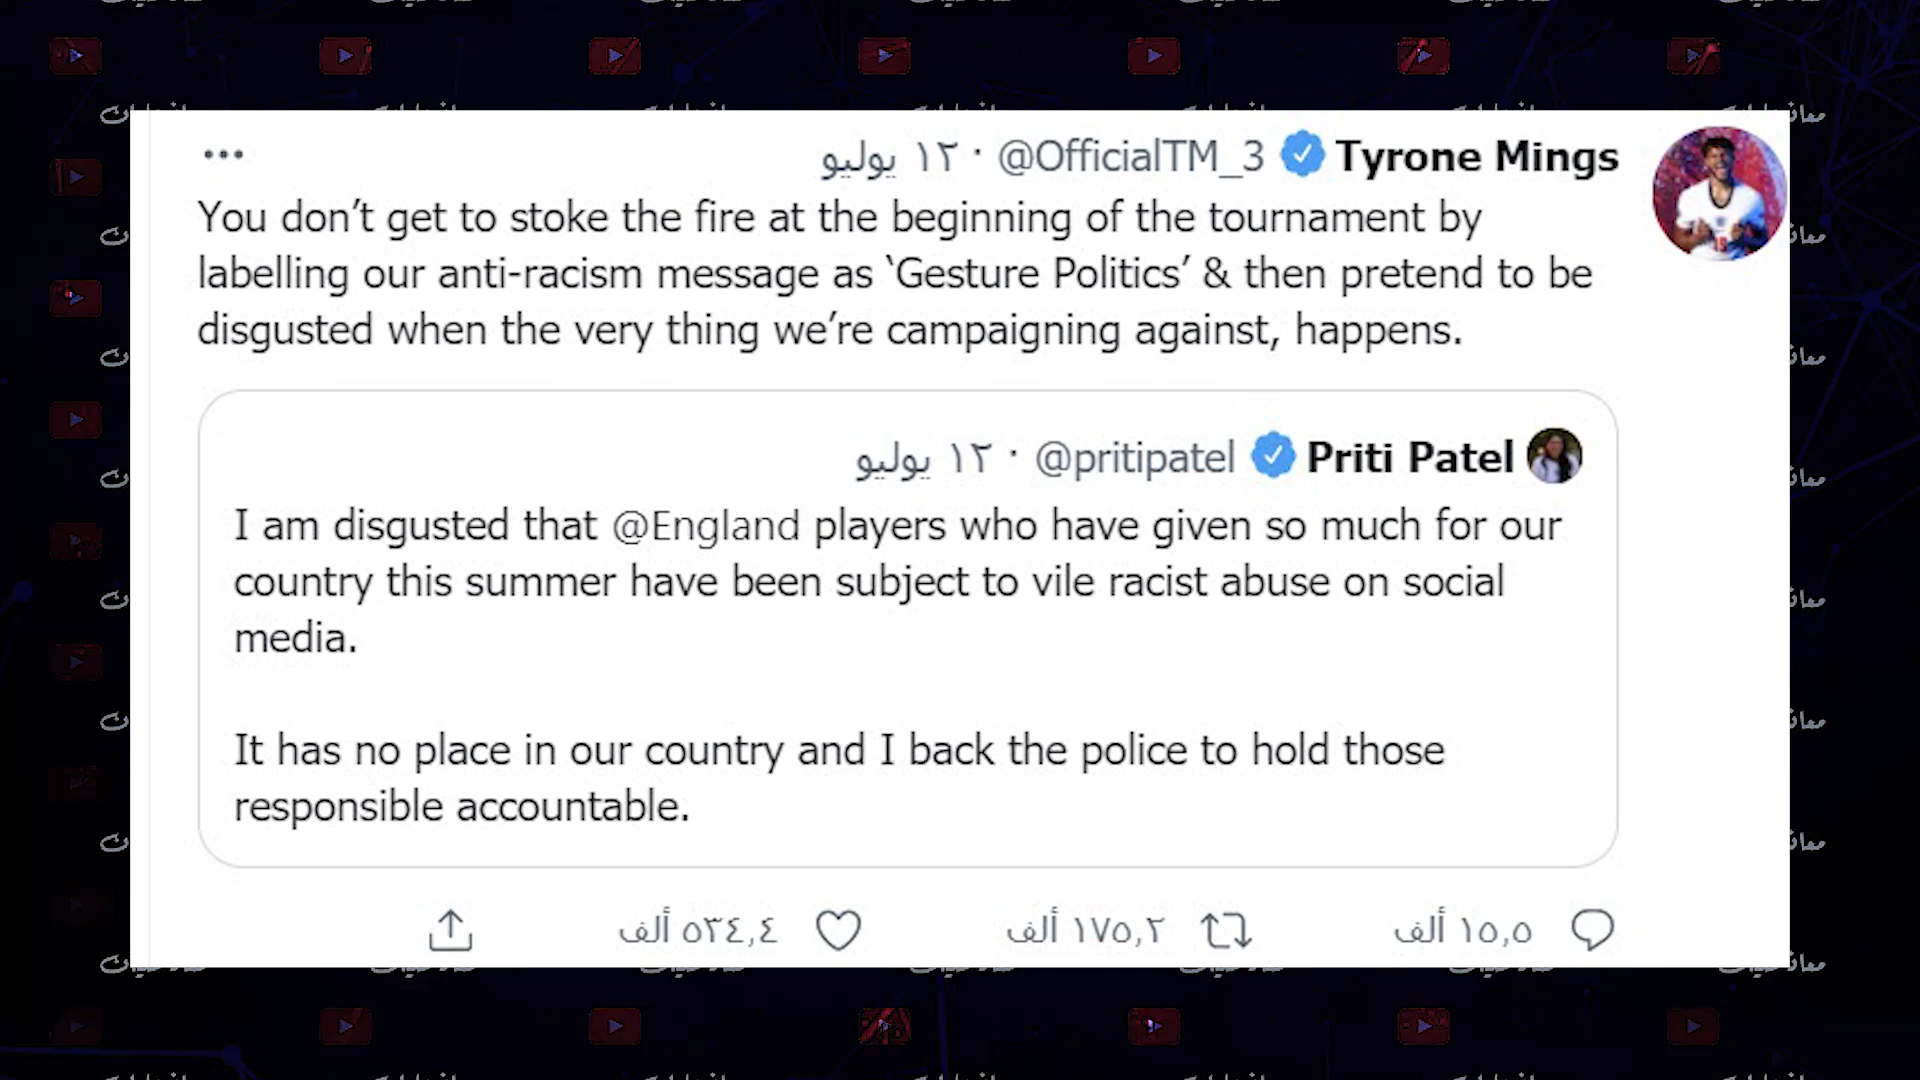 Tyrone Mings @OfficialTM_3 · ١٢ يوليو
You don’t get to stoke the fire at the beginning of the tournament by
labelling our anti-racism message as ‘Gesture Politics’ & then pretend to be
disgusted when the very thing we’re campaigning against, happens.
Priti Patel @pritipatel · ١٢ يوليو
I am disgusted that @England players who have given so much for our
country this summer have been subject to vile racist abuse on social
media.
It has no place in our country and I back the police to hold those
responsible accountable.
١٥,٥ ألف ١٧٥,٢ ألف ٥٣٤,٤ ألف